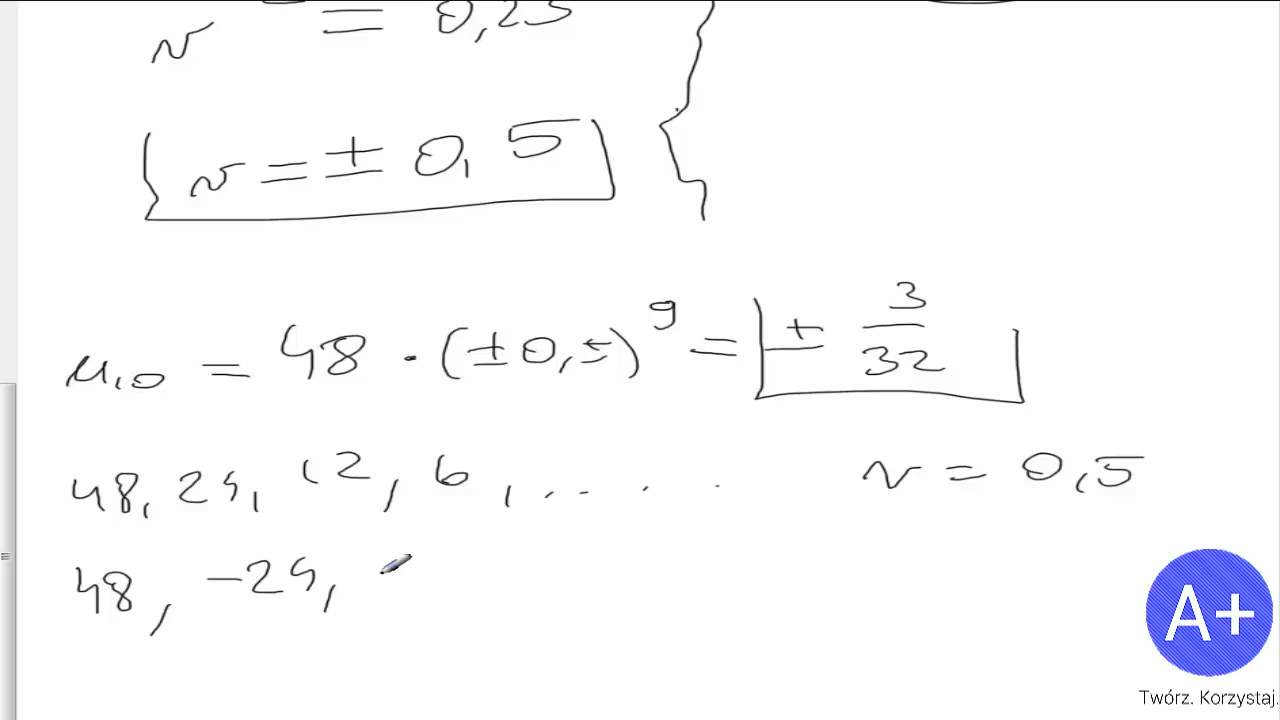 r = 0,25
r = ± 0,5
u₁₀ = 48 · (±0,5)⁹ = ± 3/32
48, 24, 12, 6, ..... r = 0,5
48, -24,
A+
Twórz. Korzystaj.